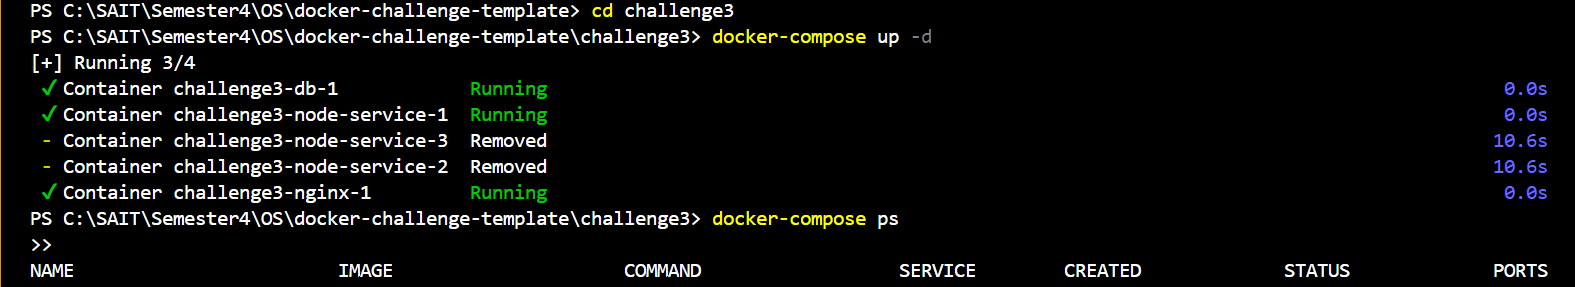 PS C:\SAIT\Semester4\OS\docker-challenge-template> cd challenge3
PS C:\SAIT\Semester4\OS\docker-challenge-template\challenge3> docker-compose up -d
[+] Running 3/4
✔ Container challenge3-db-1 Running 0.0s
✔ Container challenge3-node-service-1 Running 0.0s
- Container challenge3-node-service-3 Removed 10.6s
- Container challenge3-node-service-2 Removed 10.6s
✔ Container challenge3-nginx-1 Running 0.0s
PS C:\SAIT\Semester4\OS\docker-challenge-template\challenge3> docker-compose ps
>>
NAME IMAGE COMMAND SERVICE CREATED STATUS PORTS